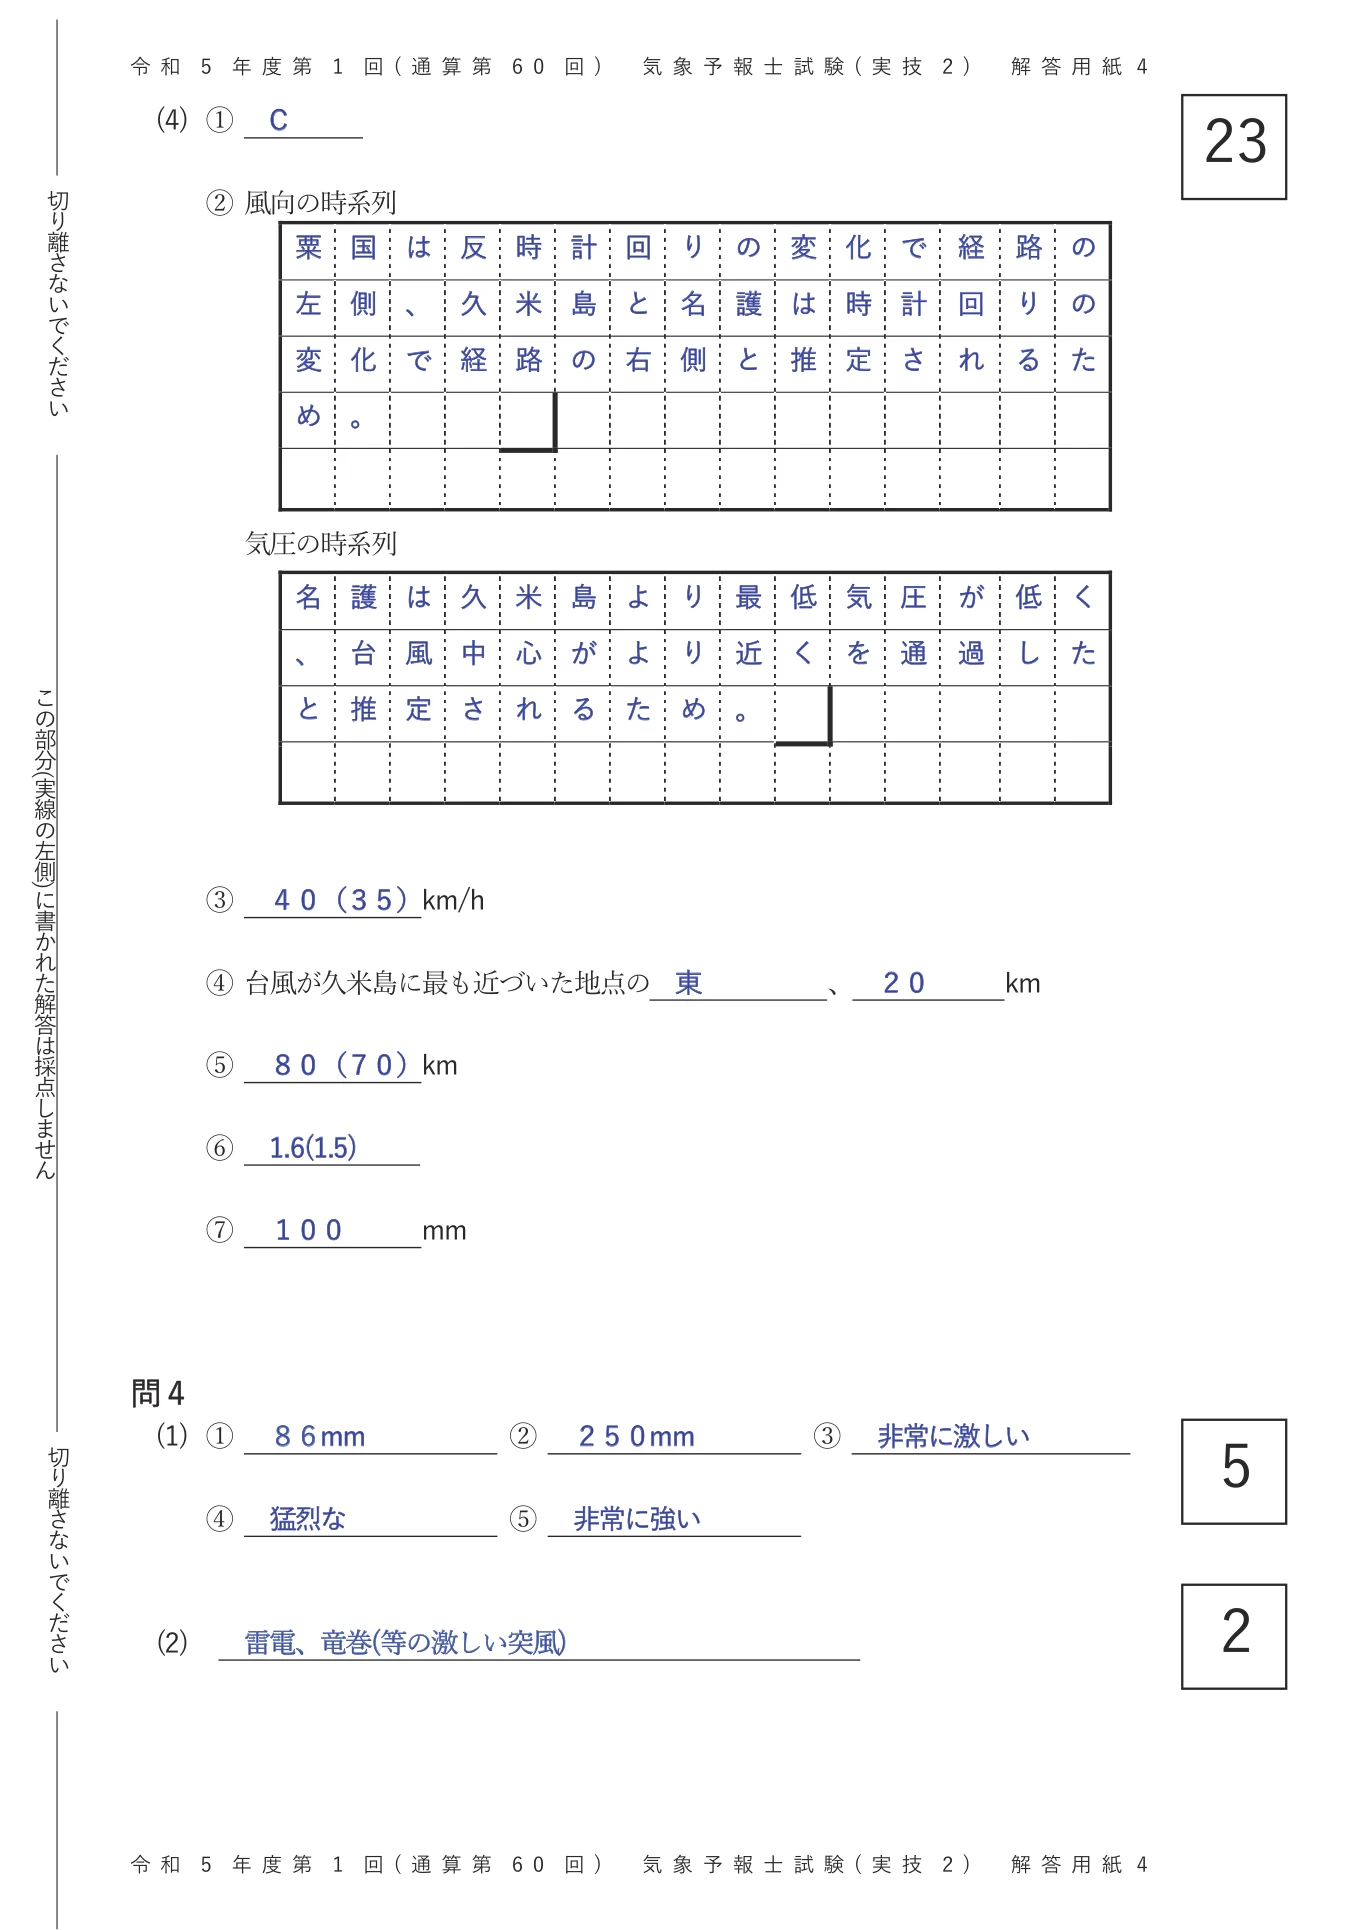 令和 5 年度第 1 回(通算第 60 回) 気象予報士試験(実技 2) 解答用紙 4
(4) ① C
23
② 風向の時系列
粟国は反時計回りの変化で経路の
左側、久米島と名護は時計回りの
変化で経路の右側と推定されるた
め。
気圧の時系列
名護は久米島より最低気圧が低く
、台風中心がより近くを通過した
と推定されるため。
③ 40(35)km/h
④ 台風が久米島に最も近づいた地点の 東 、 20 km
⑤ 80(70)km
⑥ 1.6(1.5)
⑦ 100 mm
問 4
(1) ① 86mm ② 250mm ③ 非常に激しい
5
④ 猛烈な ⑤ 非常に強い
(2) 雷電、竜巻(等の激しい突風)
2
令和 5 年度第 1 回(通算第 60 回) 気象予報士試験(実技 2) 解答用紙 4
切り離さないでください
この部分(実線の左側)に書かれた解答は採点しません
切り離さないでください